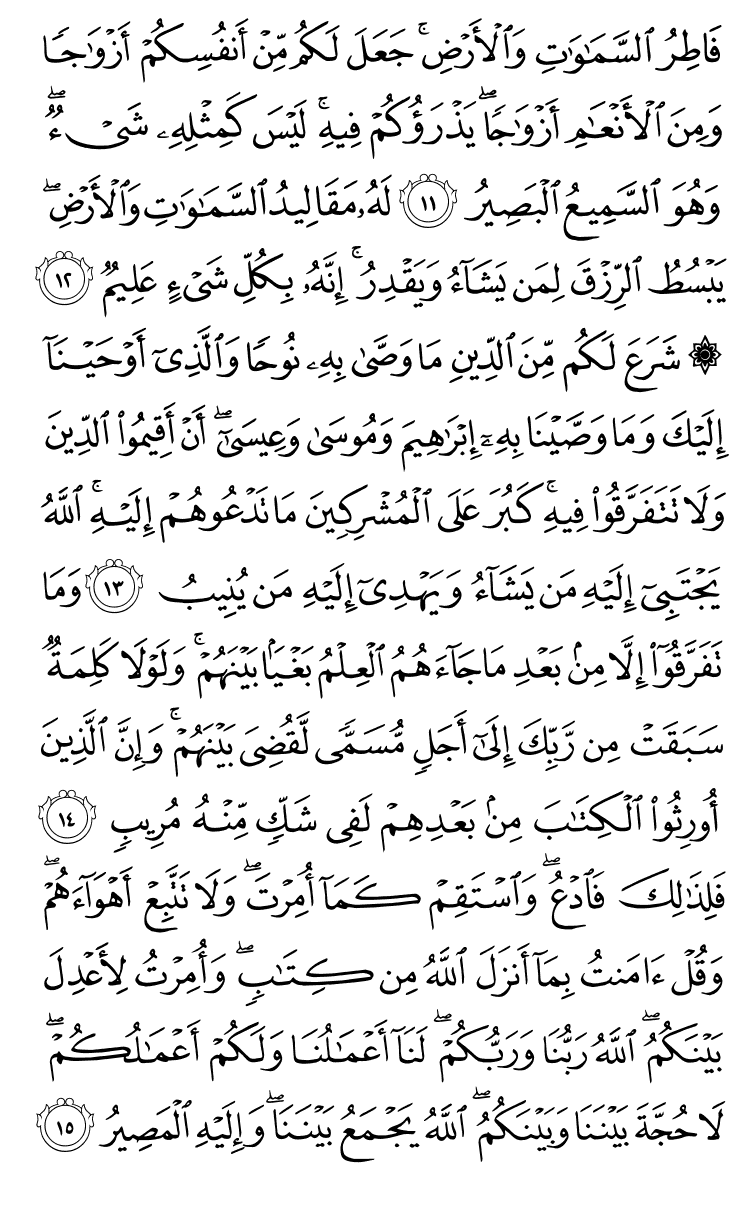 فَاطِرُ ٱلسَّمَٰوَٰتِ وَٱلۡأَرۡضِۚ جَعَلَ لَكُم مِّنۡ أَنفُسِكُمۡ أَزۡوَٰجٗا
وَمِنَ ٱلۡأَنۡعَٰمِ أَزۡوَٰجٗا يَذۡرَؤُكُمۡ فِيهِۚ لَيۡسَ كَمِثۡلِهِۦ شَيۡءٞۖ
وَهُوَ ٱلسَّمِيعُ ٱلۡبَصِيرُ ١١ لَهُۥ مَقَالِيدُ ٱلسَّمَٰوَٰتِ وَٱلۡأَرۡضِۖ
يَبۡسُطُ ٱلرِّزۡقَ لِمَن يَشَآءُ وَيَقۡدِرُۚ إِنَّهُۥ بِكُلِّ شَيۡءٍ عَلِيمٞ ١٢
۞ شَرَعَ لَكُم مِّنَ ٱلدِّينِ مَا وَصَّىٰ بِهِۦ نُوحٗا وَٱلَّذِيٓ أَوۡحَيۡنَآ
إِلَيۡكَ وَمَا وَصَّيۡنَا بِهِۦٓ إِبۡرَٰهِيمَ وَمُوسَىٰ وَعِيسَىٰٓۖ أَنۡ أَقِيمُواْ ٱلدِّينَ
وَلَا تَتَفَرَّقُواْ فِيهِۚ كَبُرَ عَلَى ٱلۡمُشۡرِكِينَ مَا تَدۡعُوهُمۡ إِلَيۡهِۚ ٱللَّهُ
يَجۡتَبِيٓ إِلَيۡهِ مَن يَشَآءُ وَيَهۡدِيٓ إِلَيۡهِ مَن يُنِيبُ ١٣ وَمَا
تَفَرَّقُوٓاْ إِلَّا مِنۢ بَعۡدِ مَا جَآءَهُمُ ٱلۡعِلۡمُ بَغۡيَۢا بَيۡنَهُمۡۚ وَلَوۡلَا كَلِمَةٞ
سَبَقَتۡ مِن رَّبِّكَ إِلَىٰٓ أَجَلٖ مُّسَمّٗى لَّقُضِيَ بَيۡنَهُمۡۚ وَإِنَّ ٱلَّذِينَ
أُورِثُواْ ٱلۡكِتَٰبَ مِنۢ بَعۡدِهِمۡ لَفِي شَكّٖ مِّنۡهُ مُرِيبٖ ١٤
فَلِذَٰلِكَ فَٱدۡعُۖ وَٱسۡتَقِمۡ كَمَآ أُمِرۡتَۖ وَلَا تَتَّبِعۡ أَهۡوَآءَهُمۡۖ
وَقُلۡ ءَامَنتُ بِمَآ أَنزَلَ ٱللَّهُ مِن كِتَٰبٖۖ وَأُمِرۡتُ لِأَعۡدِلَ
بَيۡنَكُمُۖ ٱللَّهُ رَبُّنَا وَرَبُّكُمۡۖ لَنَآ أَعۡمَٰلُنَا وَلَكُمۡ أَعۡمَٰلُكُمۡۖ
لَا حُجَّةَ بَيۡنَنَا وَبَيۡنَكُمُۖ ٱللَّهُ يَجۡمَعُ بَيۡنَنَاۖ وَإِلَيۡهِ ٱلۡمَصِيرُ ١٥